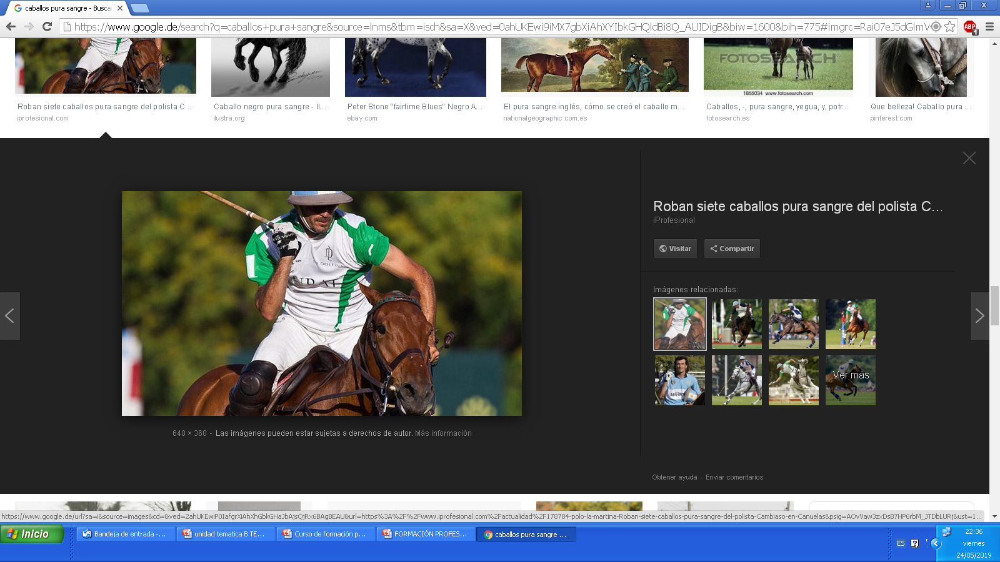 caballos pura sangre - Busca
https://www.google.de/search?q=caballos+pura+sangre&source=lnms&tbm=isch&sa=X&ved=0ahUKEwi9iMX7gbXiAhXYIbkGHQldBi8Q_AUIDigB&biw=1600&bih=775#imgrc=Rai07eJ5dGlmV
ABP
1
FOTOSEARCH
1855034 www.fotosearch.com
Roban siete caballos pura sangre del polista C...
iprofesional.com
Caballo negro pura sangre - Il...
ilustra.org
Peter Stone "fairtime Blues" Negro A...
ebay.com
El pura sangre inglés, cómo se creó el caballo m...
nationalgeographic.com.es
Caballos, -, pura sangre, yegua, y, potr...
fotosearch.es
Que belleza! Caballo pura ...
pinterest.com
Roban siete caballos pura sangre del polista C...
iProfesional
Visitar
Compartir
Imágenes relacionadas:
ARGENT
Ver más
640 × 360 - Las imágenes pueden estar sujetas a derechos de autor. Más información
Obtener ayuda - Enviar comentarios
https://www.google.de/url?sa=i&source=images&cd=&ved=2ahUKEwiP0IafgrXiAhXhGbkGHaJbAjsQjRx6BAgBEAU&url=https%3A%2F%2Fwww.iprofesional.com%2Factualidad%2F178784-polo-la-martina-Roban-siete-caballos-pura-sangre-del-polista-Cambiaso-en-Canuelas&psig=AOvVaw3zxDsB7HP6rbM_JTDbLURj&ust=1...
Inicio
Bandeja de entrada -...
unidad tematica B TE...
Curso de formación p...
FORMACIÓN PROFES...
caballos pura sangre ...
ES
22:36
viernes
24/05/2019